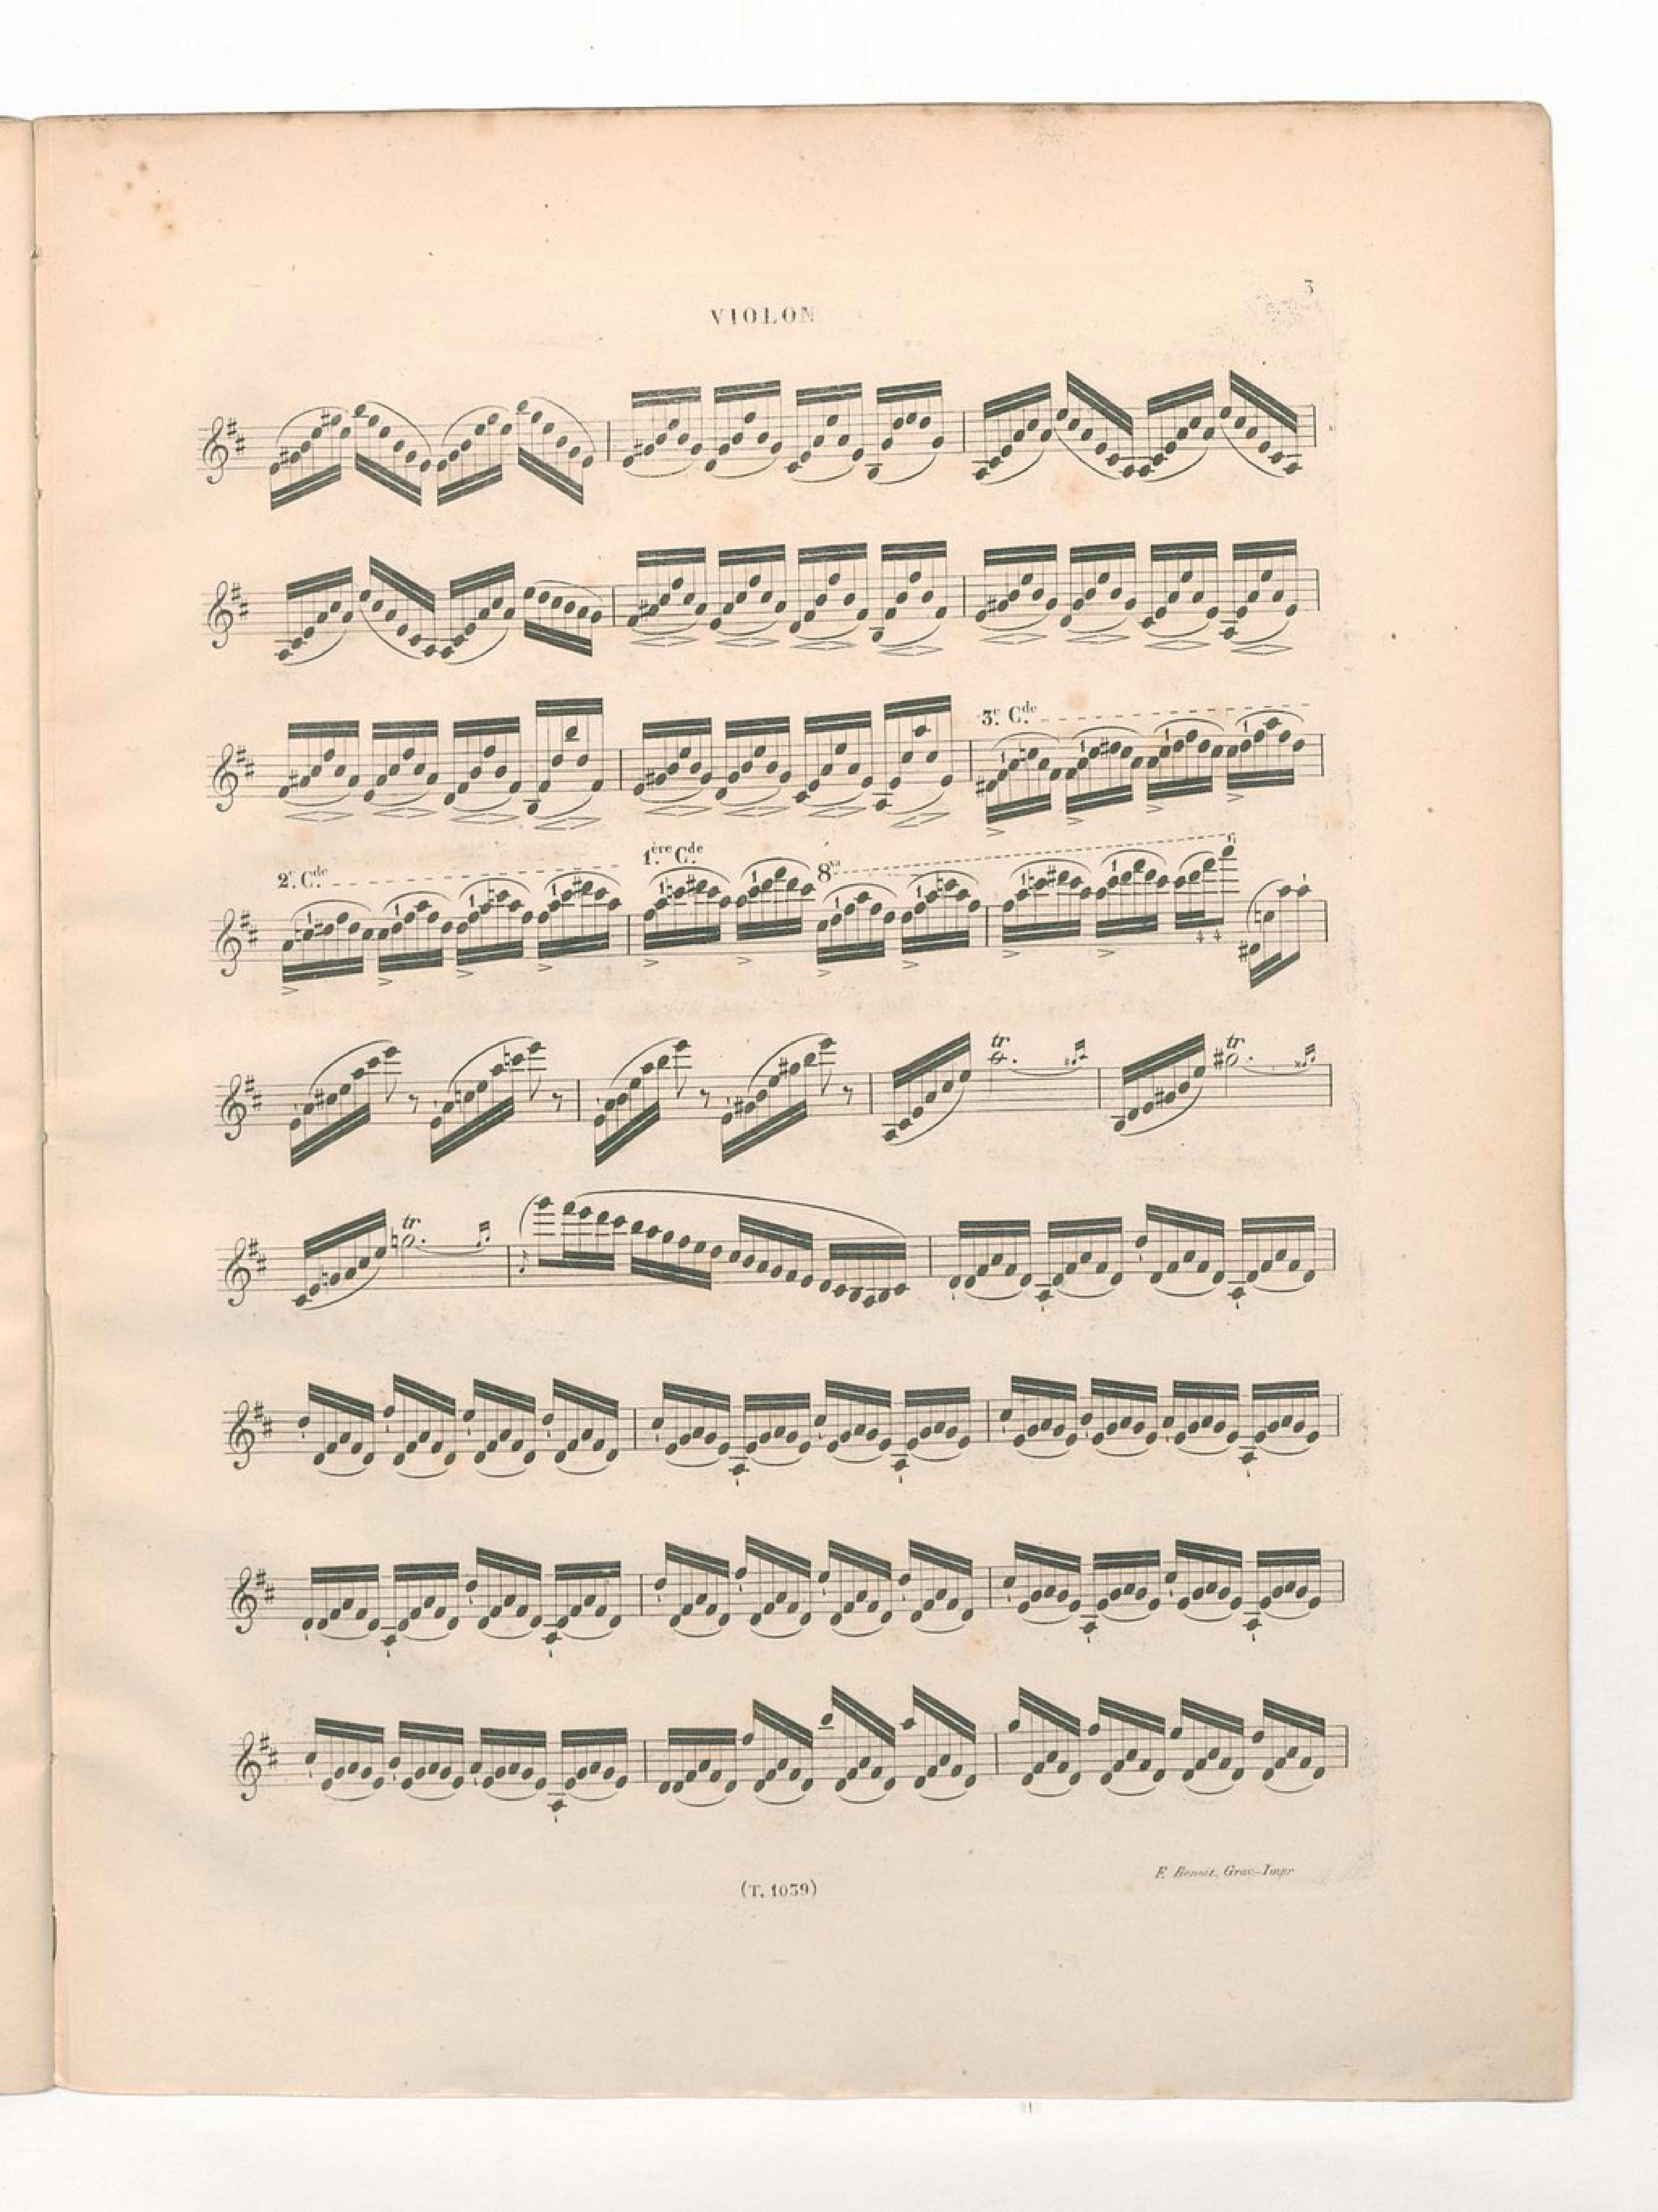 3
VIOLON
3ᵉ Cᵈᵉ
2ᵉ Cᵈᵉ
1ère Cde
8va
tr
tr
tr
F. Benoit, Grav.-Impr
(T. 1039)